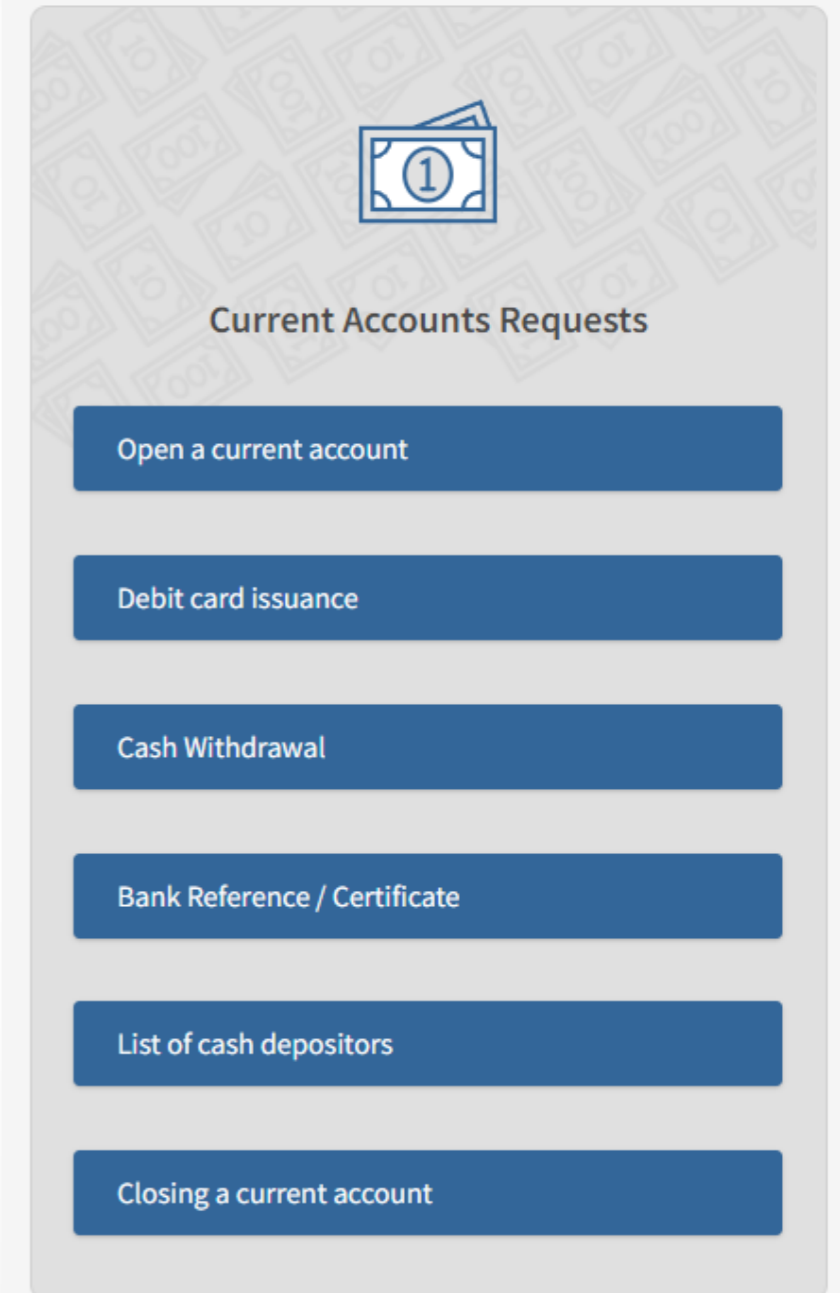 1
Current Accounts Requests
Open a current account
Debit card issuance
Cash Withdrawal
Bank Reference / Certificate
List of cash depositors
Closing a current account